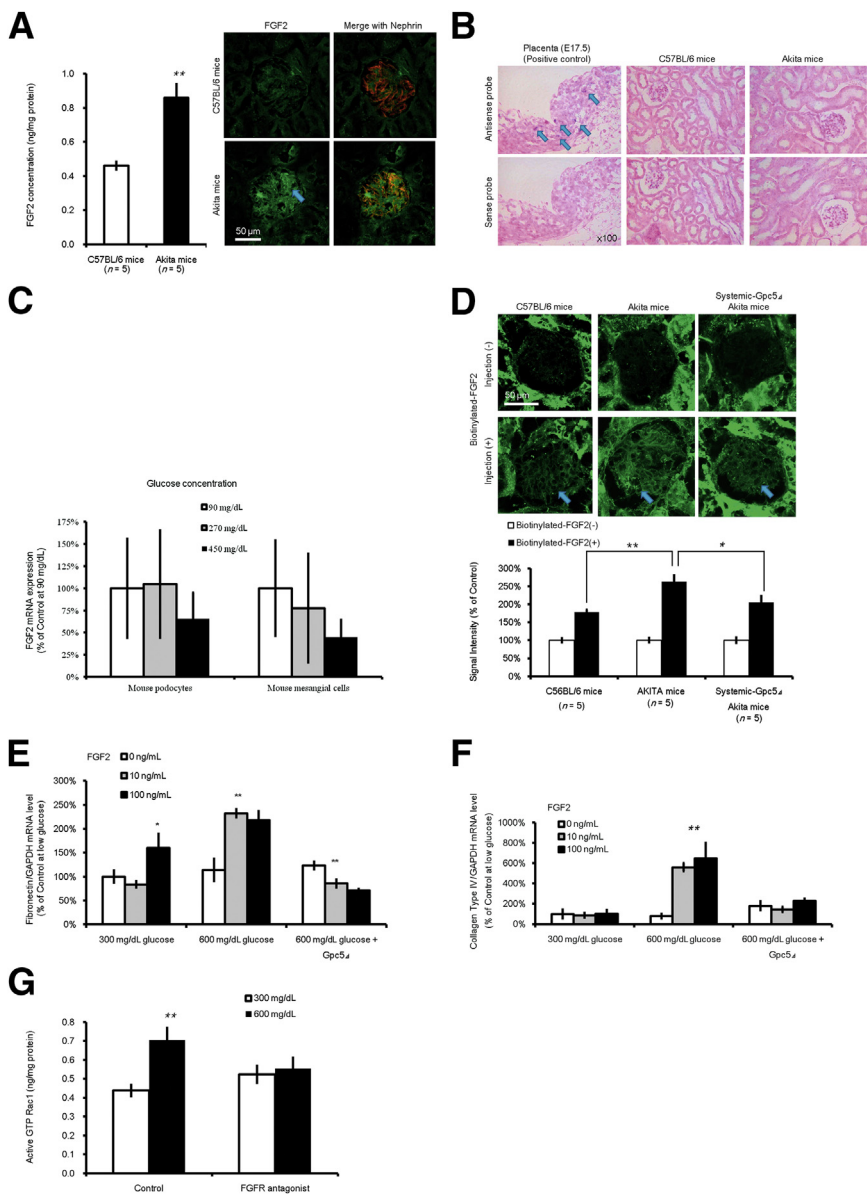 A
FGF2
Merge with Nephrin
C57BL/6 mice
Akita mice
50 µm
FGF2 concentration (ng/mg protein)
1.0
0.8
0.6
0.4
0.2
0.0
**
C57BL/6 mice
(n = 5)
Akita mice
(n = 5)
B
Placenta (E17.5)
(Positive control)
C57BL/6 mice
Akita mice
Antisense probe
Sense probe
x100
C
Glucose concentration
90 mg/dL
270 mg/dL
450 mg/dL
FGF2 mRNA expression
(% of Control at 90 mg/dL)
175%
150%
125%
100%
75%
50%
25%
0%
Mouse podocytes
Mouse mesangial cells
D
C57BL/6 mice
Akita mice
Systemic-Gpc5⊿
Akita mice
Biotinylated-FGF2
Injection (-)
Injection (+)
50 µm
Biotinylated-FGF2(-)
Biotinylated-FGF2(+)
**
*
Signal Intensity (% of Control)
300%
250%
200%
150%
100%
50%
0%
C56BL/6 mice
(n = 5)
AKITA mice
(n = 5)
Systemic-Gpc5⊿
Akita mice
(n = 5)
E
FGF2
0 ng/mL
10 ng/mL
100 ng/mL
Fibronectin/GAPDH mRNA level
(% of Control at low glucose)
300%
250%
200%
150%
100%
50%
0%
*
**
**
300 mg/dL glucose
600 mg/dL glucose
600 mg/dL glucose +
Gpc5⊿
F
FGF2
0 ng/mL
10 ng/mL
100 ng/mL
Collagen Type IV/GAPDH mRNA level
(% of Control at low glucose)
1000%
800%
600%
400%
200%
0%
**
300 mg/dL glucose
600 mg/dL glucose
600 mg/dL glucose +
Gpc5⊿
G
300 mg/dL
600 mg/dL
Active GTP Rac1 (ng/mg protein)
0.8
0.7
0.6
0.5
0.4
0.3
0.2
0.1
0
**
Control
FGFR antagonist